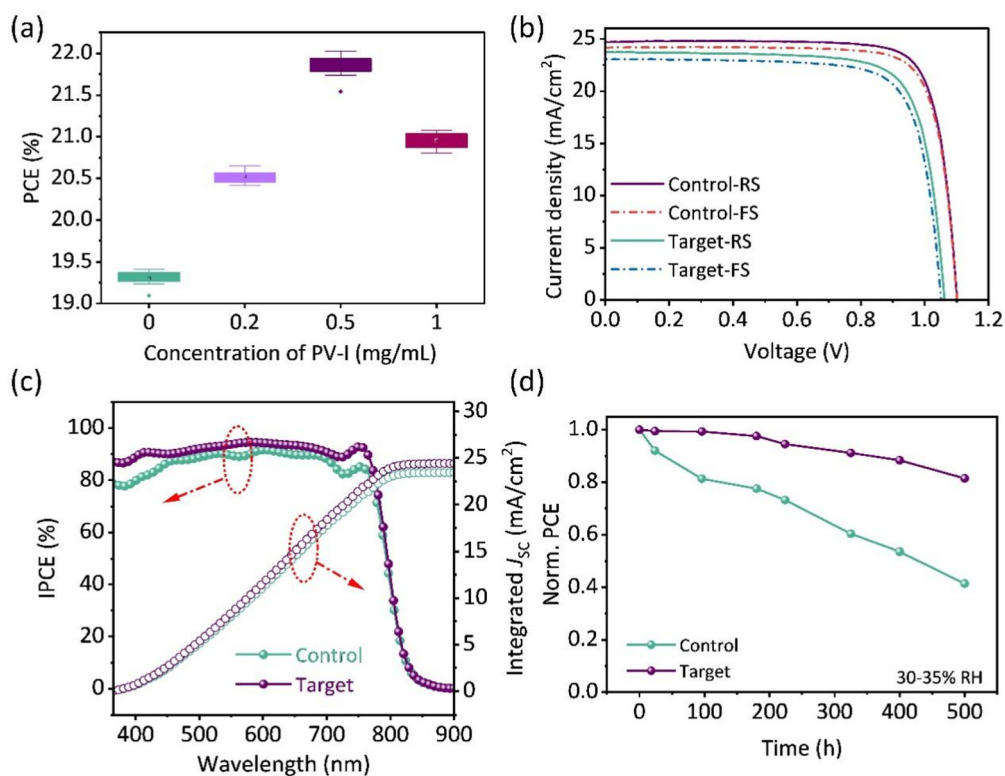 (a)
22.0
21.5
21.0
20.5
20.0
19.5
19.0
PCE (%)
0 0.2 0.5 1
Concentration of PV-I (mg/mL)
(b)
25
20
15
10
5
0
Current density (mA/cm²)
Control-RS
Control-FS
Target-RS
Target-FS
0.0 0.2 0.4 0.6 0.8 1.0 1.2
Voltage (V)
(c)
100
80
60
40
20
0
IPCE (%)
30
25
20
15
10
5
0
Integrated JSC (mA/cm²)
Control
Target
400 500 600 700 800 900
Wavelength (nm)
(d)
1.0
0.8
0.6
0.4
0.2
0.0
Norm. PCE
Control
Target
30-35% RH
0 100 200 300 400 500
Time (h)